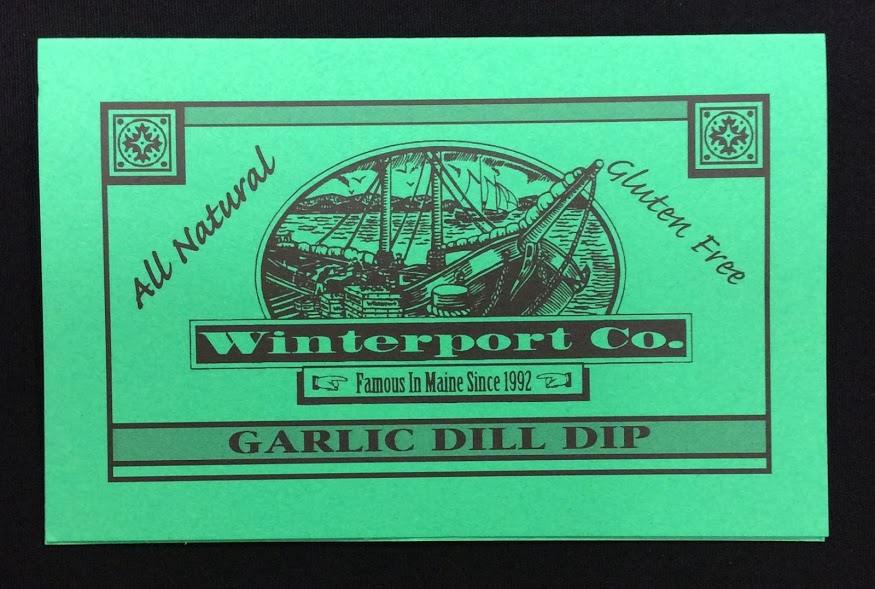 All Natural
Gluten Free
Winterport Co.
Famous In Maine Since 1992
GARLIC DILL DIP